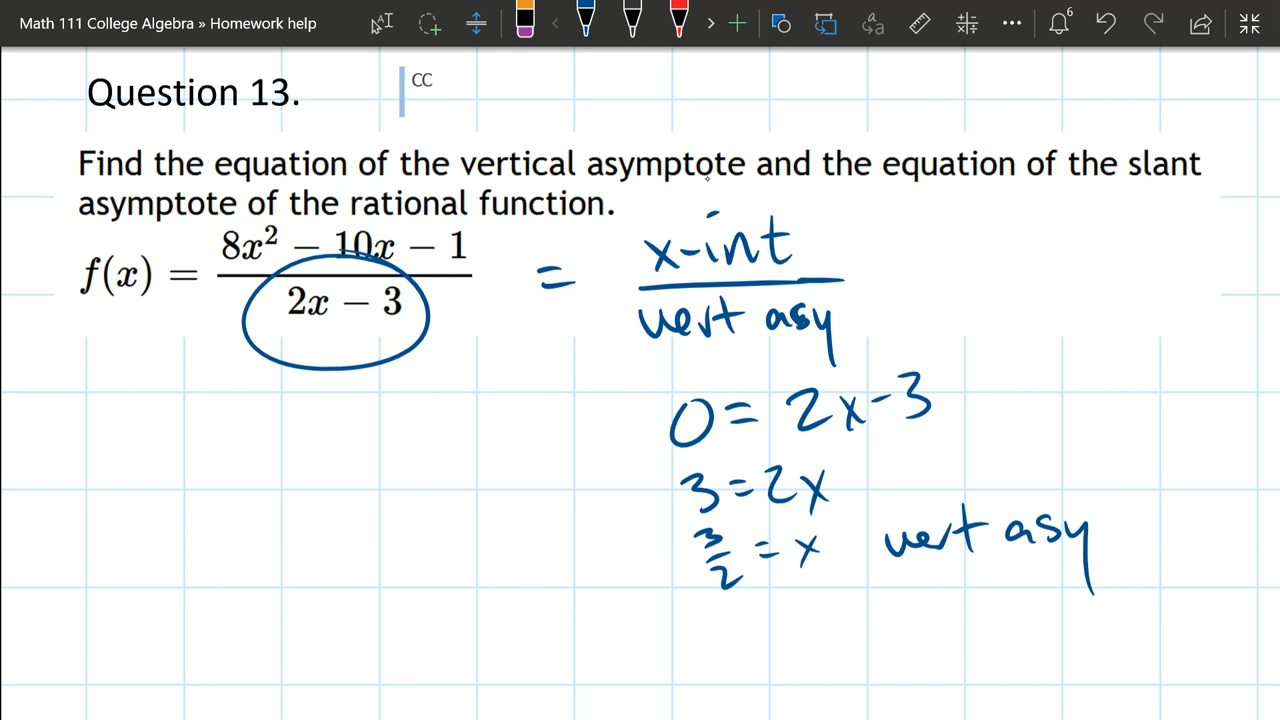 Math 111 College Algebra » Homework help
6
Question 13.
CC
Find the equation of the vertical asymptote and the equation of the slant
asymptote of the rational function.
f(x) = (8x² − 10x − 1)/(2x − 3) = x-int/vert asy
0 = 2x-3
3 = 2x
3/2 = x vert asy